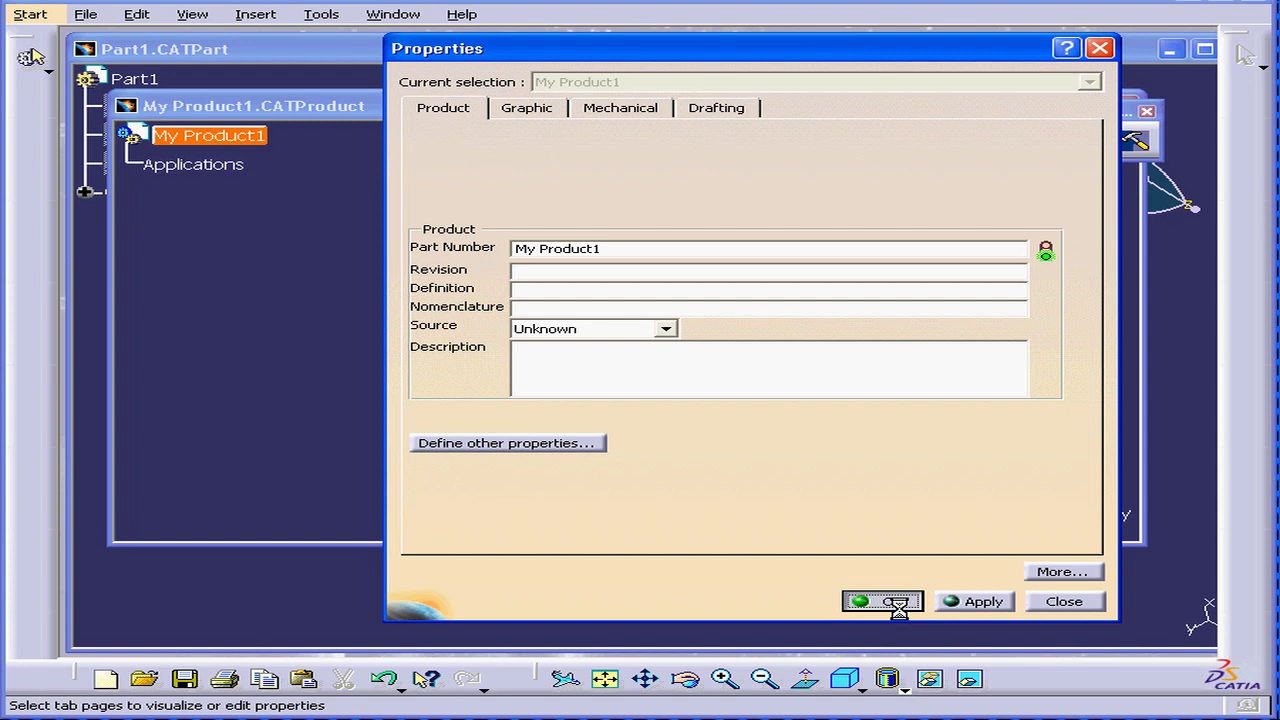 Start File Edit View Insert Tools Window Help
Part1.CATPart
Part1
My Product1.CATProduct
My Product1
Applications
Properties
Current selection : My Product1
Product Graphic Mechanical Drafting
Product
Part Number My Product1
Revision
Definition
Nomenclature
Source Unknown
Description
Define other properties...
More...
Apply Close
...
y
x
y
DS CATIA
Select tab pages to visualize or edit properties